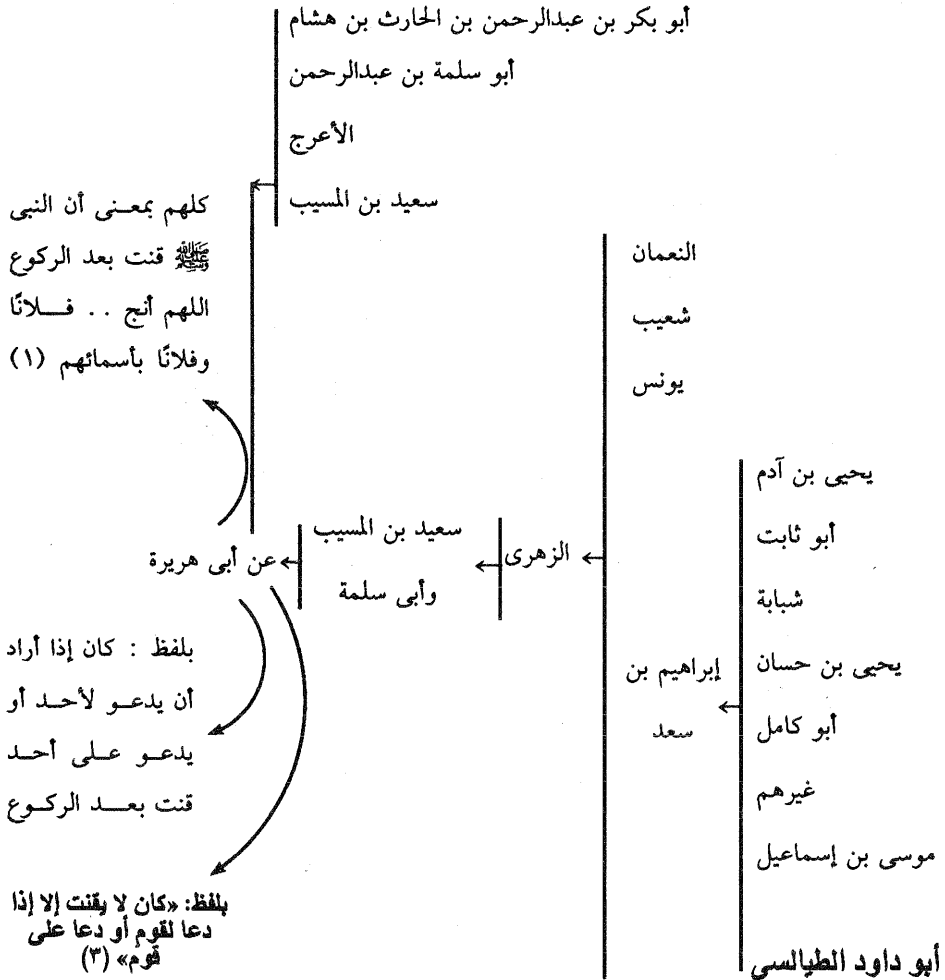 أبو بكر بن عبدالرحمن بن الحارث بن هشام
أبو سلمة بن عبدالرحمن
الأعرج
سعيد بن المسيب
كلهم بمعنى أن النبى
ﷺ قنت بعد الركوع
اللهم أنج .. فلانًا
وفلانًا بأسمائهم (١)
النعمان
شعيب
يونس
يحيى بن آدم
أبو ثابت
شبابة
يحيى بن حسان
أبو كامل
غيرهم
موسى بن إسماعيل
أبو داود الطيالسي
إبراهيم بن
سعد
الزهرى
سعيد بن المسيب
وأبى سلمة
عن أبى هريرة
بلفظ : كان إذا أراد
أن يدعو لأحد أو
يدعو على أحد
قنت بعد الركوع
بلفظ: «كان لا يقنت إلا إذا
دعا لقومٍ أو دعا على
قوم» (٣)